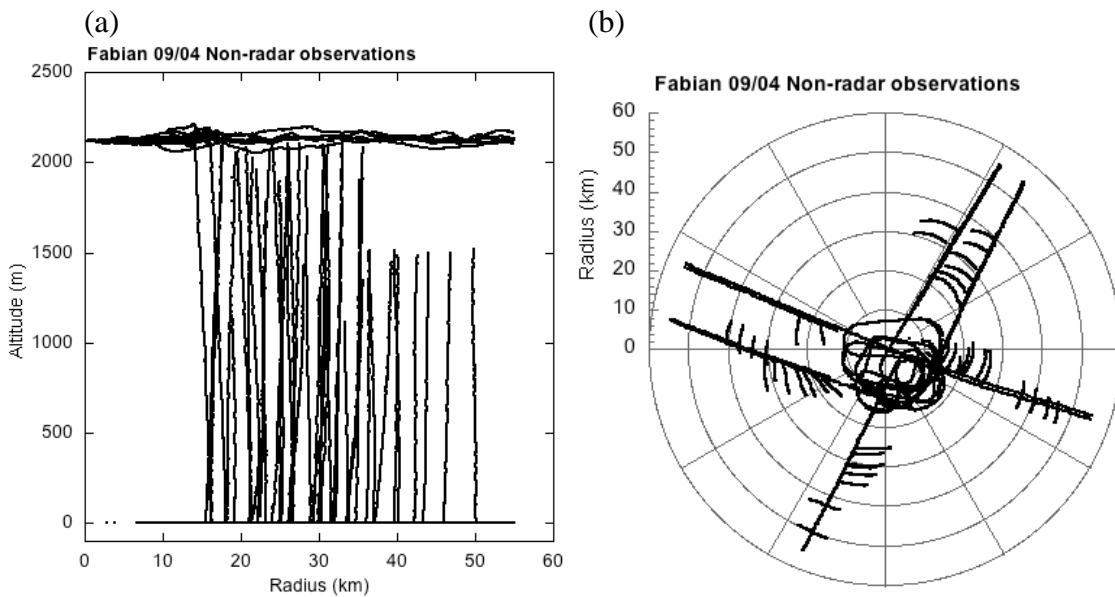 (a)
Fabian 09/04 Non-radar observations
2500
2000
1500
1000
500
0
0 10 20 30 40 50 60
Altitude (m)
Radius (km)
(b)
Fabian 09/04 Non-radar observations
60
50
40
30
20
10
0
Radius (km)